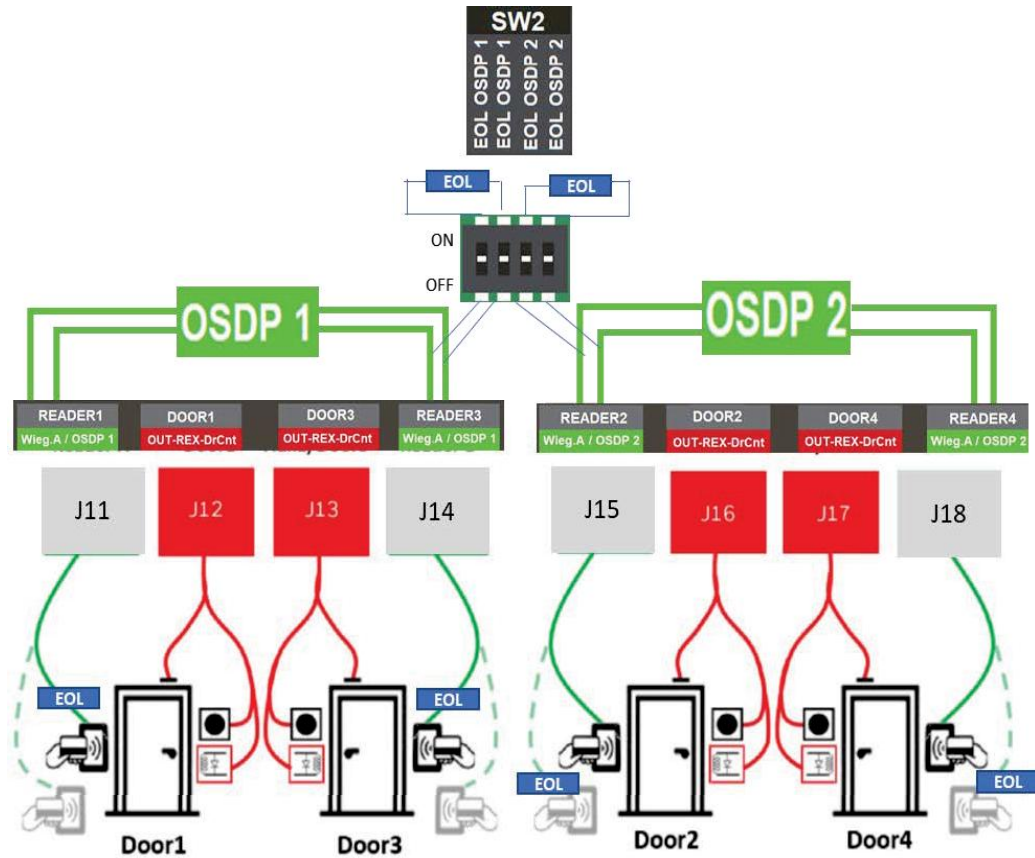 SW2
EOL OSDP 1
EOL OSDP 1
EOL OSDP 2
EOL OSDP 2
EOL
EOL
ON
OFF
OSDP 1
OSDP 2
READER1
DOOR1
DOOR3
READER3
Wieg.A / OSDP 1
OUT-REX-DrCnt
OUT-REX-DrCnt
Wieg.A / OSDP 1
READER2
DOOR2
DOOR4
READER4
Wieg.A / OSDP 2
OUT-REX-DrCnt
OUT-REX-DrCnt
Wieg.A / OSDP 2
J11
J12
J13
J14
J15
J16
J17
J18
EOL
EOL
EOL
EOL
Door1
Door3
Door2
Door4